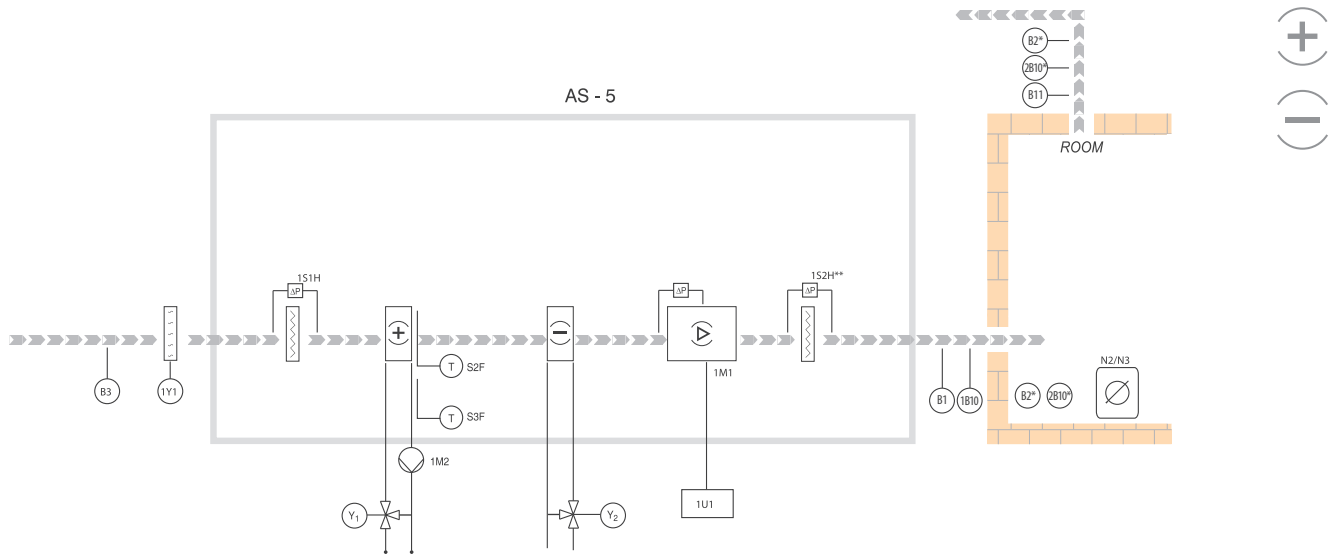 B2*
2B10*
B11
AS - 5
ROOM
1S1H
ΔP
ΔP
1S2H**
ΔP
T S2F
1M1
N2/N3
B3
1Y1
B1
1B10
B2*
2B10*
T S3F
1M2
1U1
Y1
Y2